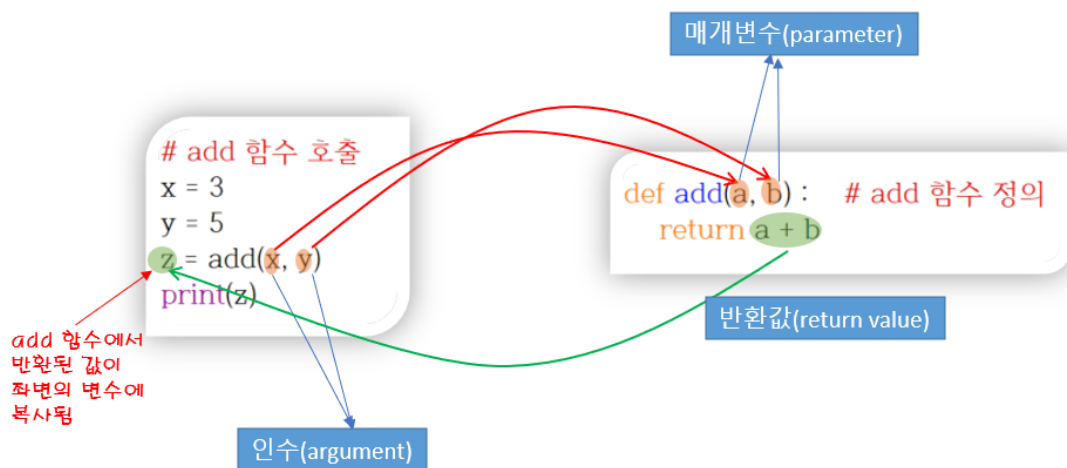 매개변수(parameter)
# add 함수 호출
x = 3
y = 5
z = add(x, y)
print(z)
def add(a, b) : # add 함수 정의
return a + b
반환값(return value)
add 함수에서
반환된 값이
좌변의 변수에
복사됨
인수(argument)